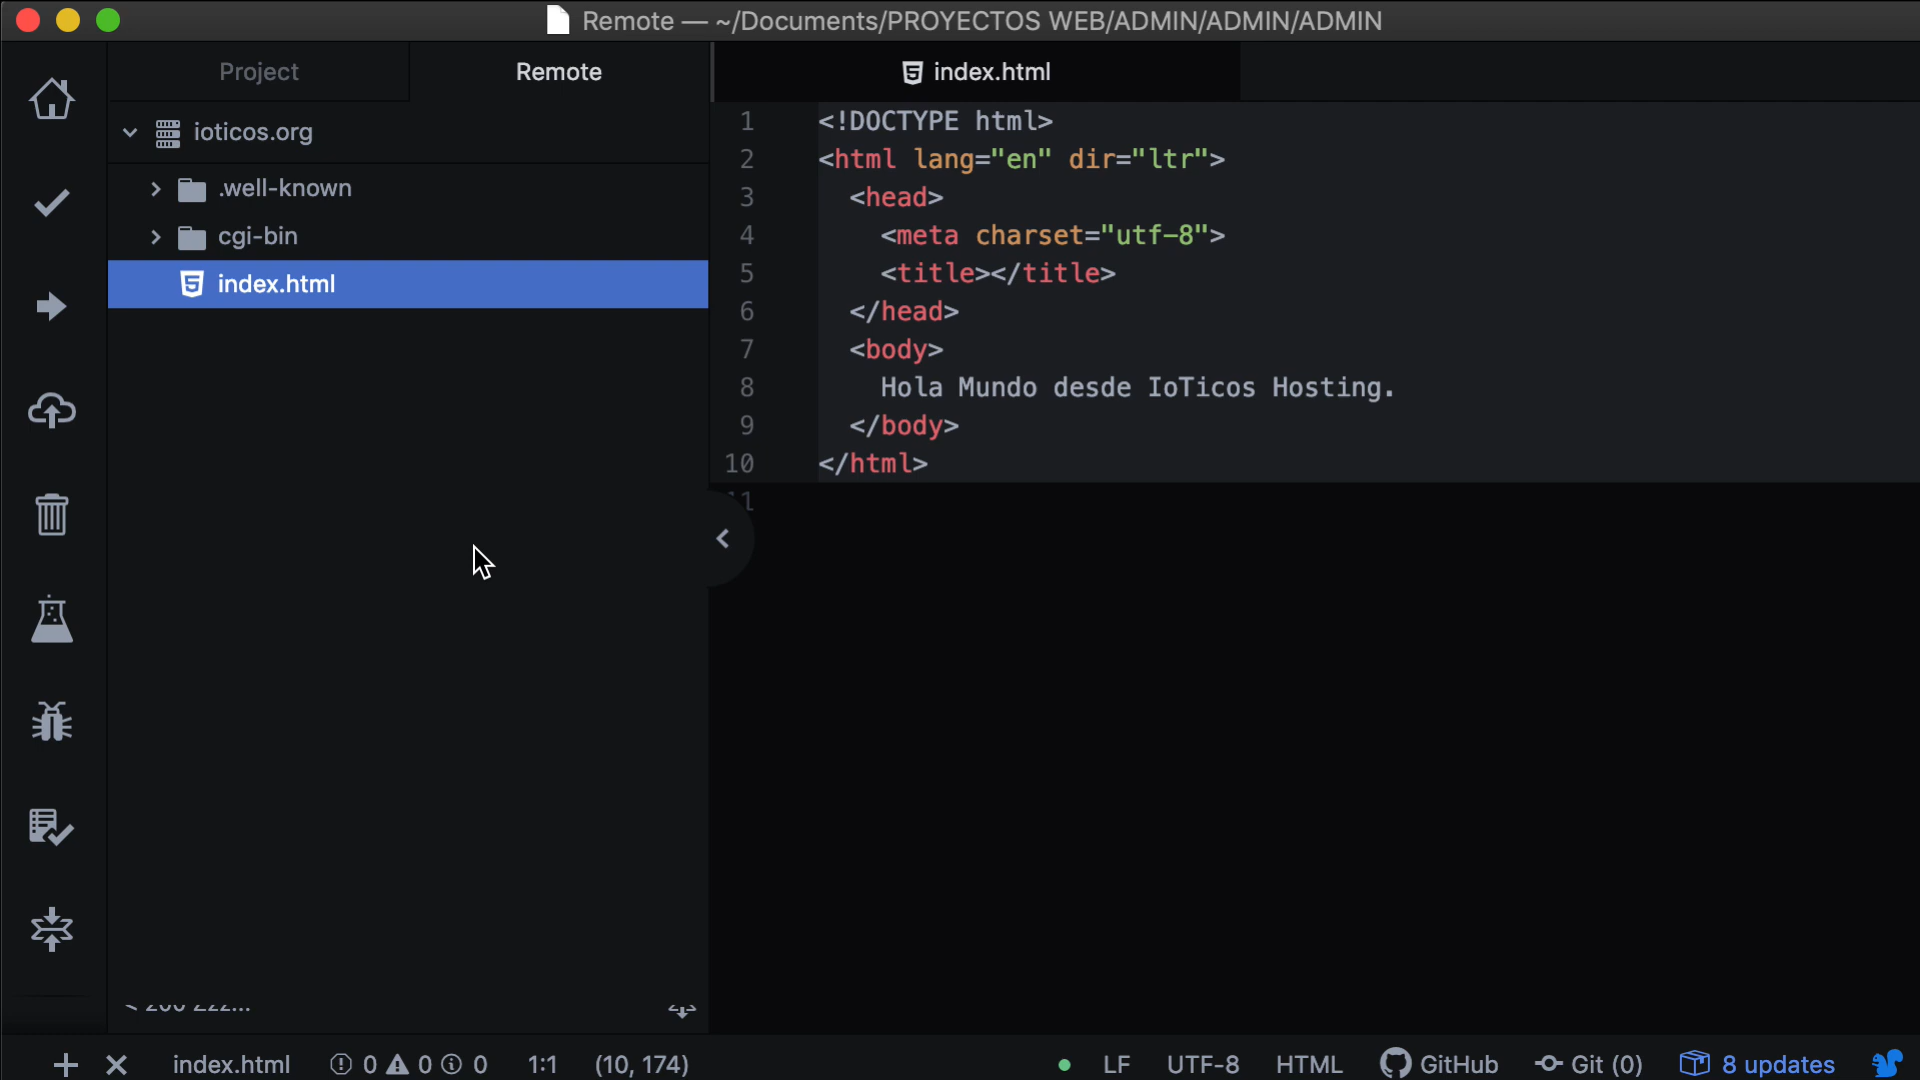 Remote — ~/Documents/PROYECTOS WEB/ADMIN/ADMIN/ADMIN
Project
Remote
index.html
ioticos.org
.well-known
cgi-bin
index.html
1 <!DOCTYPE html>
2 <html lang="en" dir="ltr">
3 <head>
4 <meta charset="utf-8">
5 <title></title>
6 </head>
7 <body>
8 Hola Mundo desde IoTicos Hosting.
9 </body>
10 </html>
11
index.html 0 0 0 1:1 (10, 174)
LF UTF-8 HTML GitHub Git (0) 8 updates